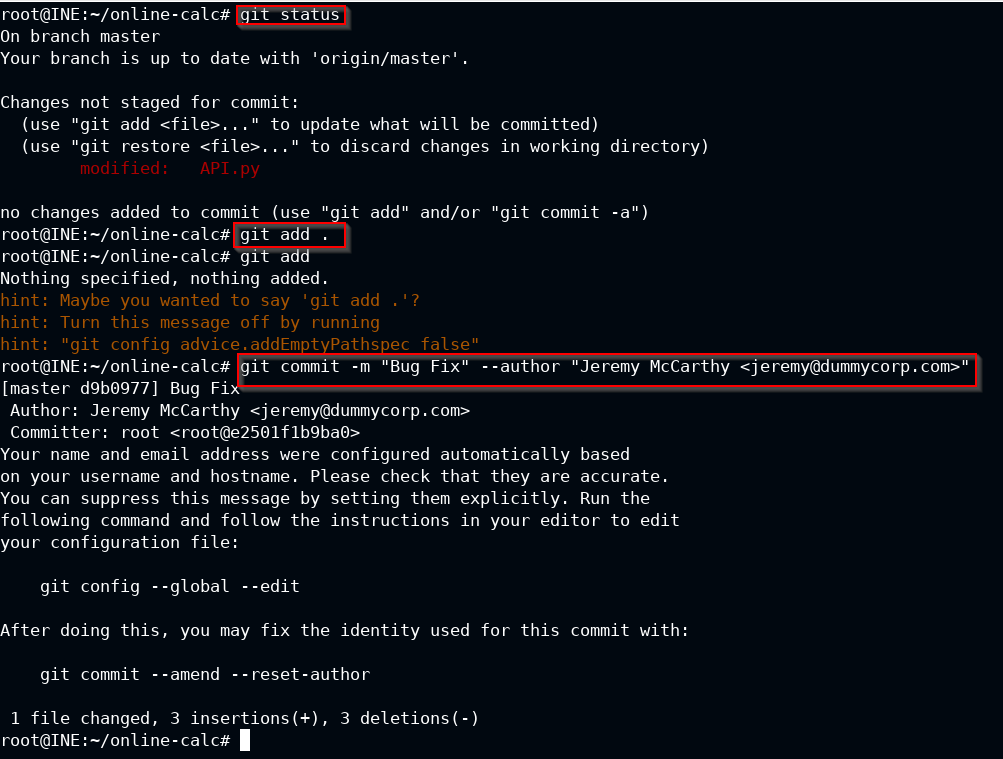 root@INE:~/online-calc# git status
On branch master
Your branch is up to date with 'origin/master'.
Changes not staged for commit:
  (use "git add <file>..." to update what will be committed)
  (use "git restore <file>..." to discard changes in working directory)
        modified:   API.py
no changes added to commit (use "git add" and/or "git commit -a")
root@INE:~/online-calc# git add .
root@INE:~/online-calc# git add
Nothing specified, nothing added.
hint: Maybe you wanted to say 'git add .'?
hint: Turn this message off by running
hint: "git config advice.addEmptyPathspec false"
root@INE:~/online-calc# git commit -m "Bug Fix" --author "Jeremy McCarthy <jeremy@dummycorp.com>"
[master d9b0977] Bug Fix
 Author: Jeremy McCarthy <jeremy@dummycorp.com>
 Committer: root <root@e2501f1b9ba0>
Your name and email address were configured automatically based
on your username and hostname. Please check that they are accurate.
You can suppress this message by setting them explicitly. Run the
following command and follow the instructions in your editor to edit
your configuration file:
    git config --global --edit
After doing this, you may fix the identity used for this commit with:
    git commit --amend --reset-author
 1 file changed, 3 insertions(+), 3 deletions(-)
root@INE:~/online-calc#